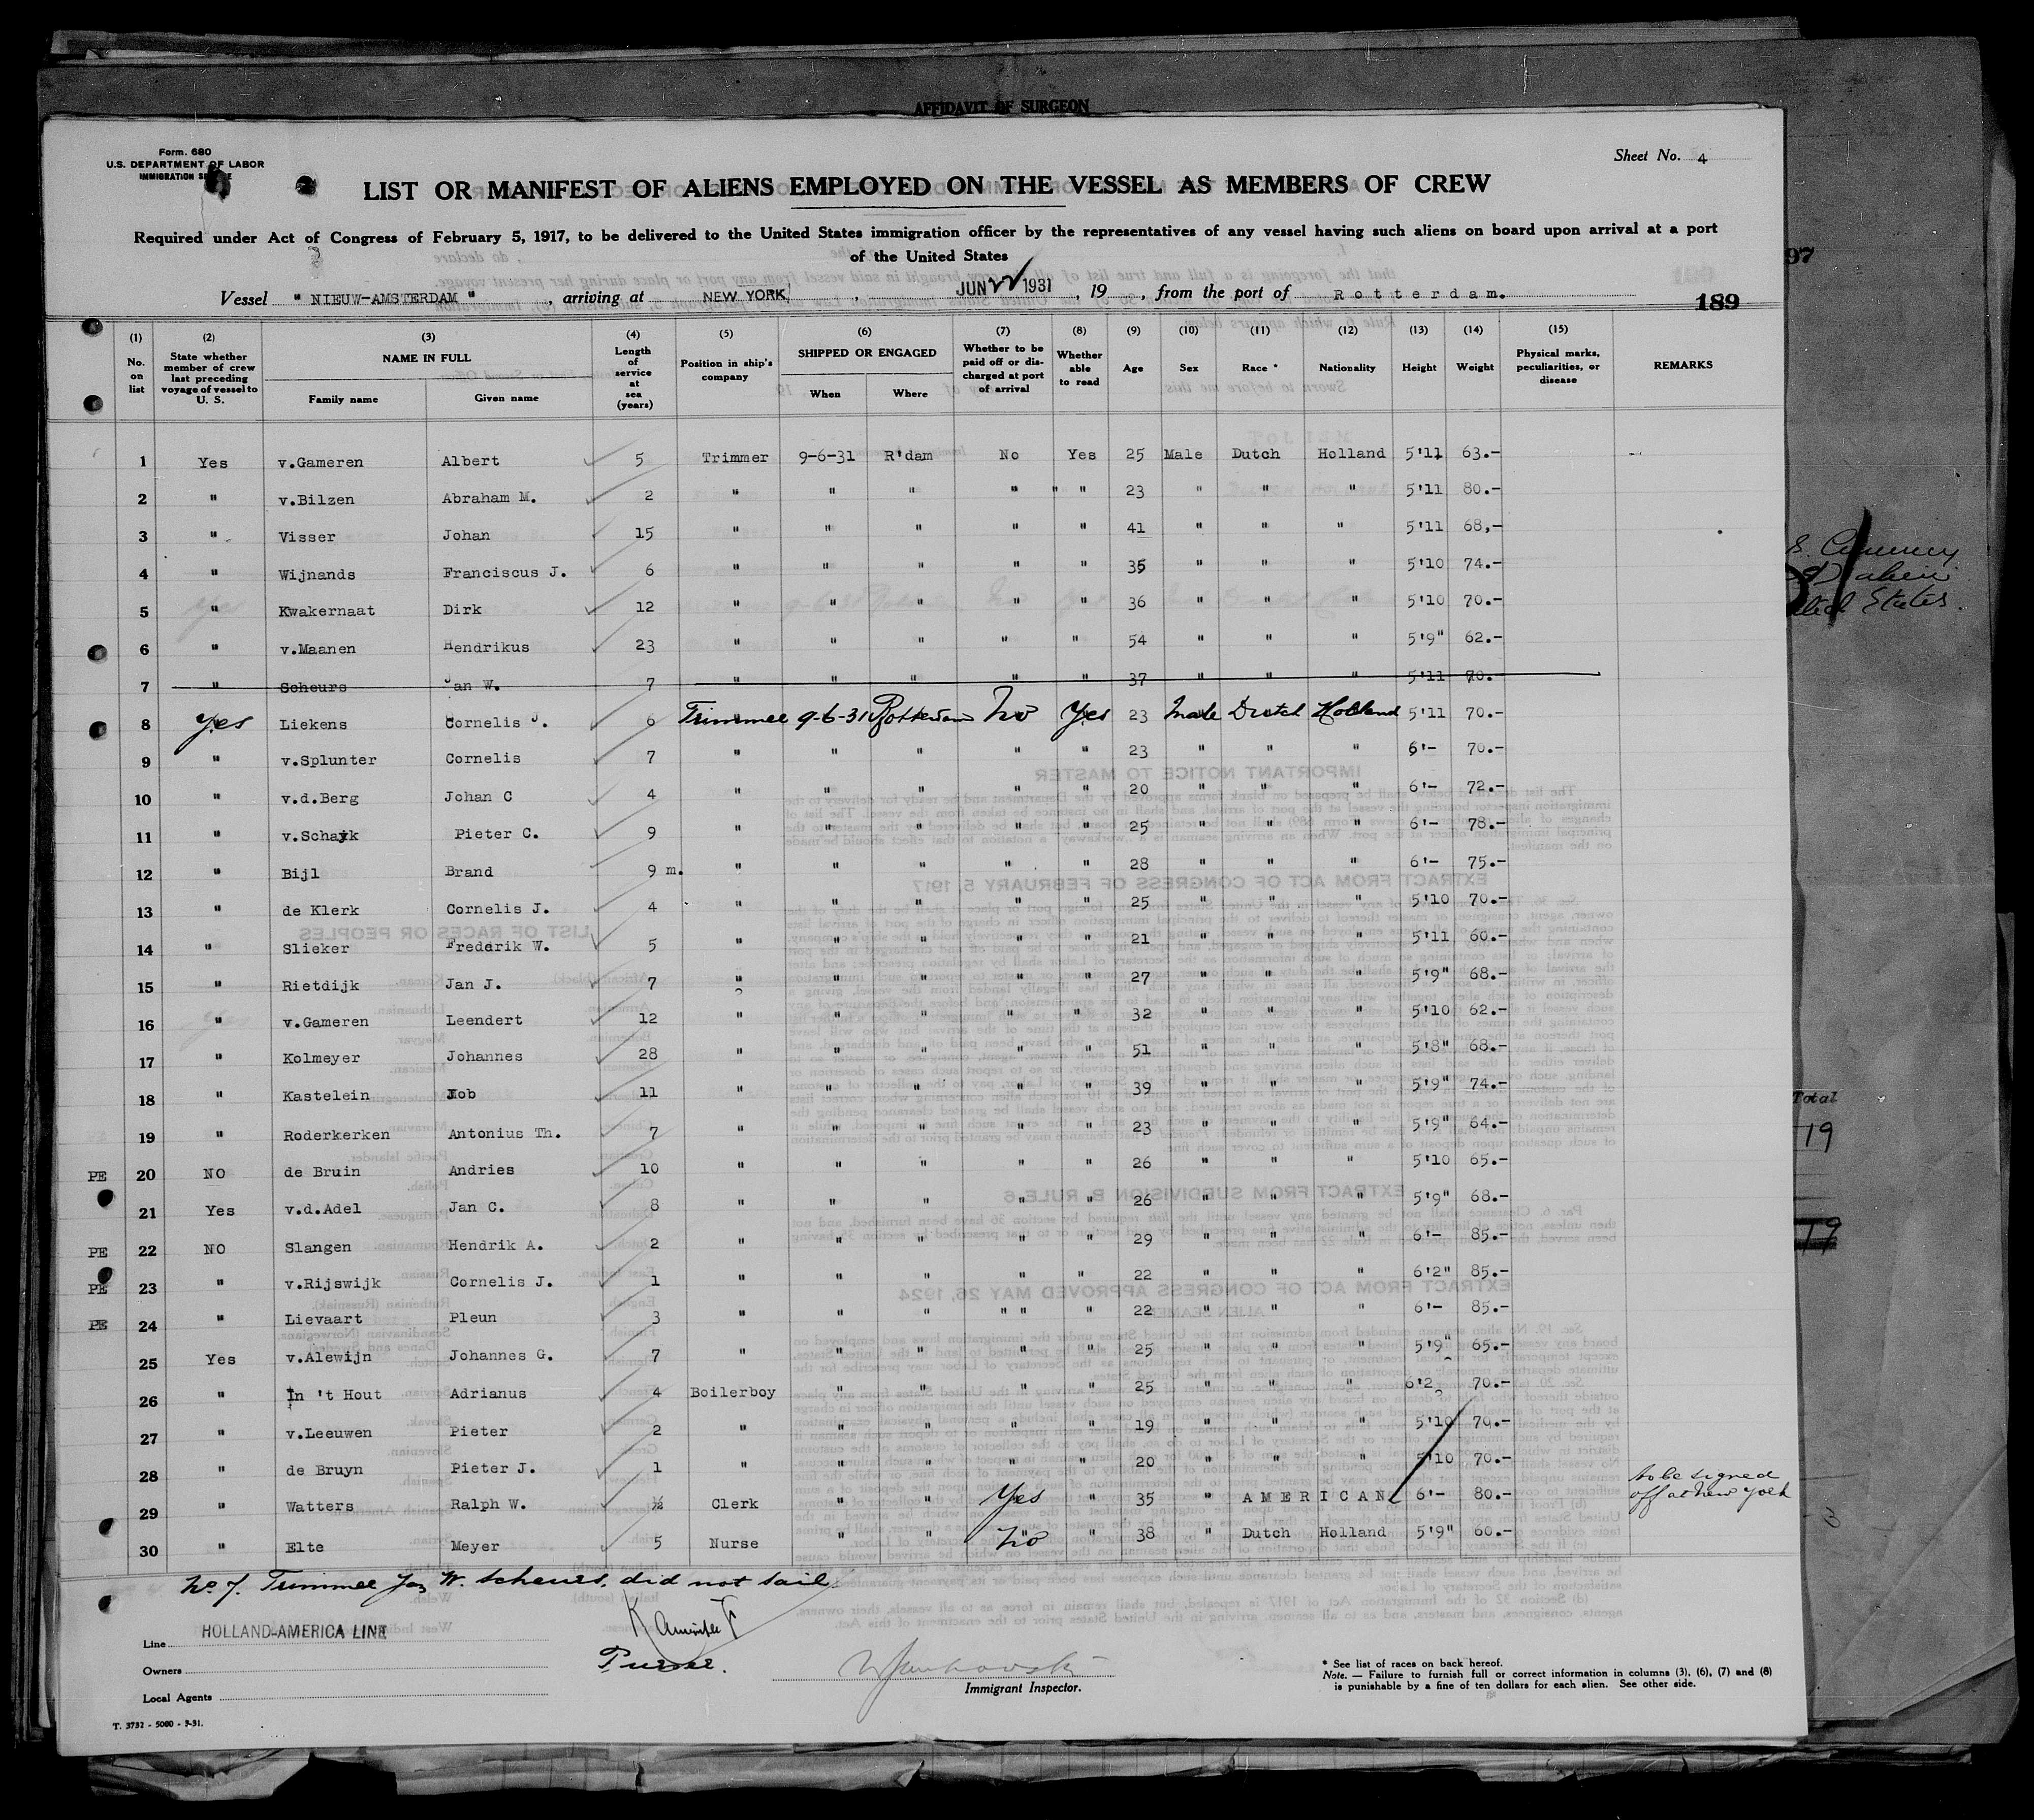 AFFIDAVIT OF SURGEON
Form. 680
U.S. DEPARTMENT OF LABOR
IMMIGRATION
Sheet No. 4
LIST OR MANIFEST OF ALIENS EMPLOYED ON THE VESSEL AS MEMBERS OF CREW
Required under Act of Congress of February 5, 1917, to be delivered to the United States immigration officer by the representatives of any vessel having such aliens on board upon arrival at a port
of the United States
Vessel " NIEUW-AMSTERDAM ", arriving at NEW YORK, JUN 1931, 19 , from the port of Rotterdam.
189
(1) (2) (3) (4) (5) (6) (7) (8) (9) (10) (11) (12) (13) (14) (15)
No. on list State whether member of crew last preceding voyage of vessel to U. S. NAME IN FULL Family name Given name Length of service at sea (years) Position in ship's company SHIPPED OR ENGAGED When Where Whether to be paid off or discharged at port of arrival Whether able to read Age Sex Race * Nationality Height Weight Physical marks, peculiarities, or disease REMARKS
1 Yes v.Gameren Albert 5 Trimmer 9-6-31 R'dam No Yes 25 Male Dutch Holland 5'11 63.-
2 " v.Bilzen Abraham M. 2 " " " " " " 23 " " " 5'11 80.-
3 " Visser Johan 15 " " " " " 41 " " " 5'11 68,-
4 " Wijnands Franciscus J. 6 " " " " " 35 " " " 5'10 74.-
5 " Kwakernaat Dirk 12 " " " " " 36 " " " 5'10 70.-
6 " v.Maanen Hendrikus 23 " " " " " 54 " " " 5'9" 62.-
7 " Scheurs Jan W. 7 " " " " " 37 " " " 5'11 70.-
8 Yes Liekens Cornelis J. 6 Trimmer 9-6-31 Rotterdam No Yes 23 Male Dutch Holland 5'11 70.-
9 " v.Splunter Cornelis 7 " " " " " 23 " " " 6'- 70.-
10 " v.d.Berg Johan C 4 " " " " " 20 " " " 6'- 72.-
11 " v.Schayk Pieter C. 9 " " " " " 25 " " " 6'- 78.-
12 " Bijl Brand 9 m. " " " " " 28 " " " 6'- 75.-
13 " de Klerk Cornelis J. 4 " " " " " 25 " " " 5'10 70.-
14 " Slieker Frederik W. 5 " " " " " 21 " " " 5'11 60.-
15 " Rietdijk Jan J. 7 " " " " " 27 " " " 5'9" 68.-
16 " v.Gameren Leendert 12 " " " " " 32 " " " 5'10 62.-
17 " Kolmeyer Johannes 28 " " " " " 51 " " " 5'8" 68.-
18 " Kastelein Job 11 " " " " " 39 " " " 5'9" 74.-
19 " Roderkerken Antonius Th. 7 " " " " " 23 " " " 5'9" 64.-
PE 20 NO de Bruin Andries 10 " " " " " 26 " " " 5'10 65.-
21 Yes v.d.Adel Jan C. 8 " " " " " 26 " " " 5'9" 68.-
PE 22 NO Slangen Hendrik A. 2 " " " " " 29 " " " 6'- 85.-
PE 23 " v.Rijswijk Cornelis J. 1 " " " " " 22 " " " 6'2" 85.-
PE 24 " Lievaart Pleun 3 " " " " " " 22 " " " 6'- 85.-
25 Yes v.Alewijn Johannes G. 7 " " " " " 25 " " " 5'9" 65.-
26 " In 't Hout Adrianus 4 Boilerboy " " " " 25 " " " 6'2 70.-
27 " v.Leeuwen Pieter 2 " " " " " 19 " " " 5'10 70.-
28 " de Bruyn Pieter J. 1 " " " " " 20 " " " 5'10 70.-
29 " Watters Ralph W. ½ Clerk " " Yes " 35 " AMERICAN 6'- 80.- to be signed off at New York
30 " Elte Meyer 5 Nurse " " No " 38 " Dutch Holland 5'9" 60.-
No 7. Trimmer Jan W. Scheurs. did not sail
Line HOLLAND-AMERICA LINE
Owners
Local Agents
Purser.
Immigrant Inspector.
* See list of races on back hereof.
Note. — Failure to furnish full or correct information in columns (3), (6), (7) and (8)
is punishable by a fine of ten dollars for each alien. See other side.
T. 3732 - 5000 - 3-31.
97
States.
Total
19
19
3